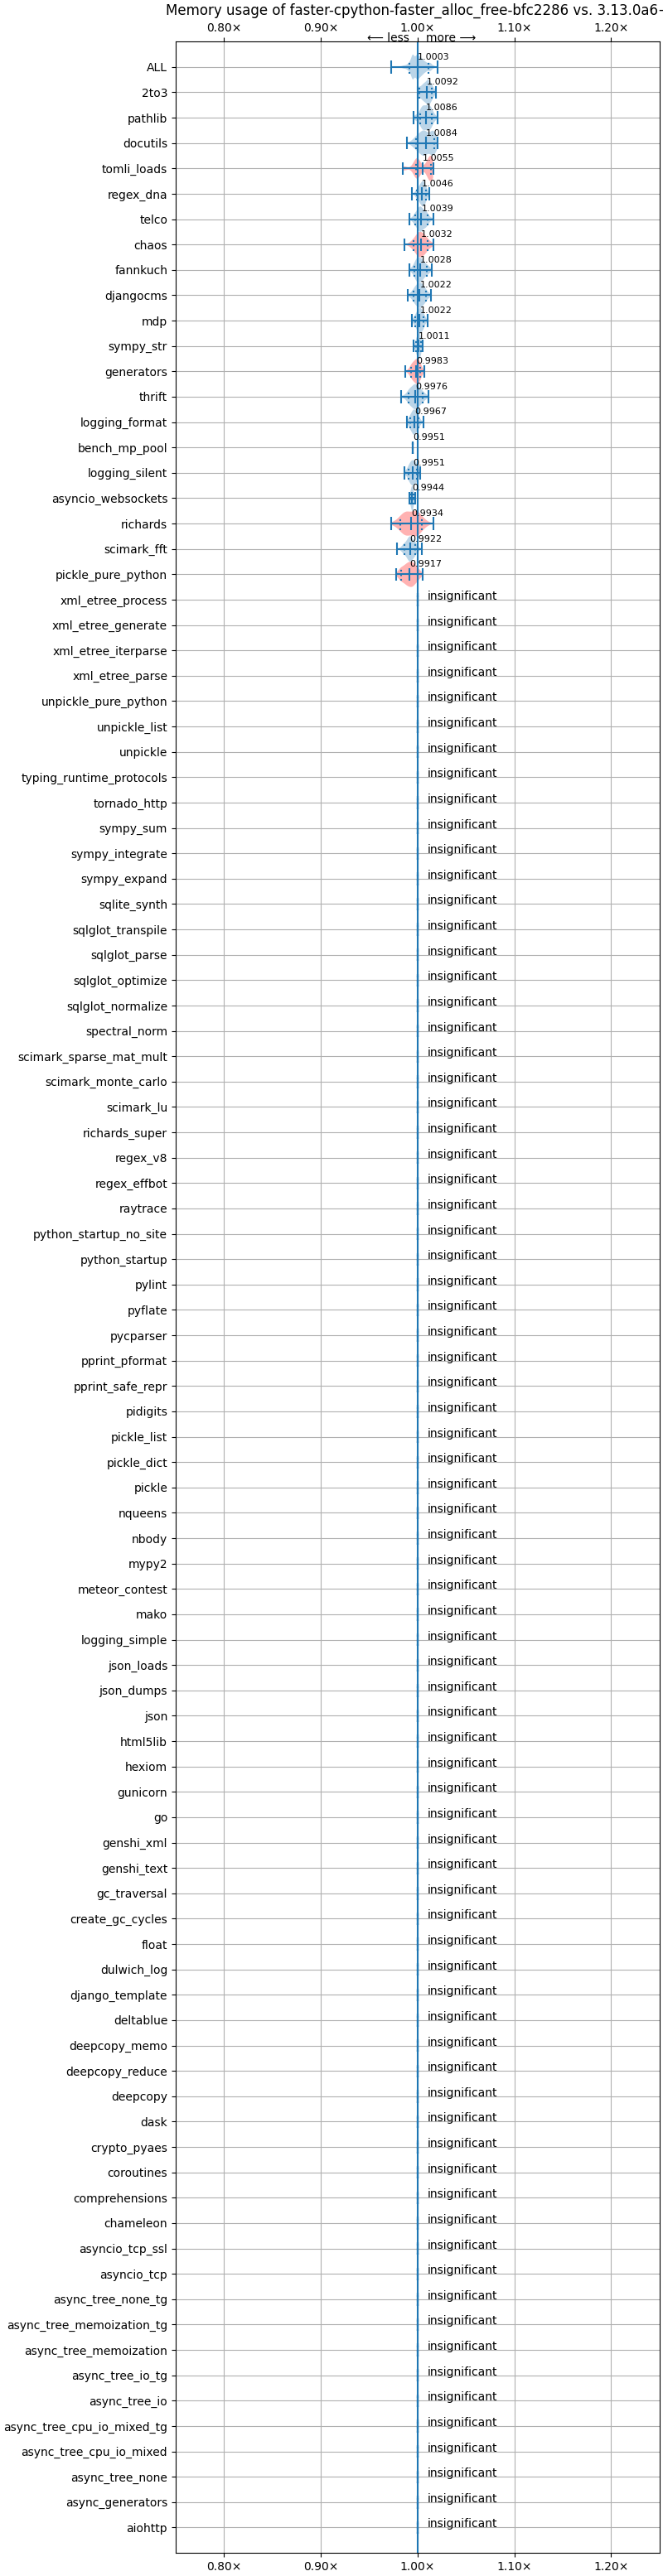 Memory usage of faster-cpython-faster_alloc_free-bfc2286 vs. 3.13.0a6-
0.80× 0.90× 1.00× 1.10× 1.20×
⟵ less more ⟶
ALL 1.0003
2to3 1.0092
pathlib 1.0086
docutils 1.0084
tomli_loads 1.0055
regex_dna 1.0046
telco 1.0039
chaos 1.0032
fannkuch 1.0028
djangocms 1.0022
mdp 1.0022
sympy_str 1.0011
generators 0.9983
thrift 0.9976
logging_format 0.9967
bench_mp_pool 0.9951
logging_silent 0.9951
asyncio_websockets 0.9944
richards 0.9934
scimark_fft 0.9922
pickle_pure_python 0.9917
xml_etree_process insignificant
xml_etree_generate insignificant
xml_etree_iterparse insignificant
xml_etree_parse insignificant
unpickle_pure_python insignificant
unpickle_list insignificant
unpickle insignificant
typing_runtime_protocols insignificant
tornado_http insignificant
sympy_sum insignificant
sympy_integrate insignificant
sympy_expand insignificant
sqlite_synth insignificant
sqlglot_transpile insignificant
sqlglot_parse insignificant
sqlglot_optimize insignificant
sqlglot_normalize insignificant
spectral_norm insignificant
scimark_sparse_mat_mult insignificant
scimark_monte_carlo insignificant
scimark_lu insignificant
richards_super insignificant
regex_v8 insignificant
regex_effbot insignificant
raytrace insignificant
python_startup_no_site insignificant
python_startup insignificant
pylint insignificant
pyflate insignificant
pycparser insignificant
pprint_pformat insignificant
pprint_safe_repr insignificant
pidigits insignificant
pickle_list insignificant
pickle_dict insignificant
pickle insignificant
nqueens insignificant
nbody insignificant
mypy2 insignificant
meteor_contest insignificant
mako insignificant
logging_simple insignificant
json_loads insignificant
json_dumps insignificant
json insignificant
html5lib insignificant
hexiom insignificant
gunicorn insignificant
go insignificant
genshi_xml insignificant
genshi_text insignificant
gc_traversal insignificant
create_gc_cycles insignificant
float insignificant
dulwich_log insignificant
django_template insignificant
deltablue insignificant
deepcopy_memo insignificant
deepcopy_reduce insignificant
deepcopy insignificant
dask insignificant
crypto_pyaes insignificant
coroutines insignificant
comprehensions insignificant
chameleon insignificant
asyncio_tcp_ssl insignificant
asyncio_tcp insignificant
async_tree_none_tg insignificant
async_tree_memoization_tg insignificant
async_tree_memoization insignificant
async_tree_io_tg insignificant
async_tree_io insignificant
async_tree_cpu_io_mixed_tg insignificant
async_tree_cpu_io_mixed insignificant
async_tree_none insignificant
async_generators insignificant
aiohttp insignificant
0.80× 0.90× 1.00× 1.10× 1.20×